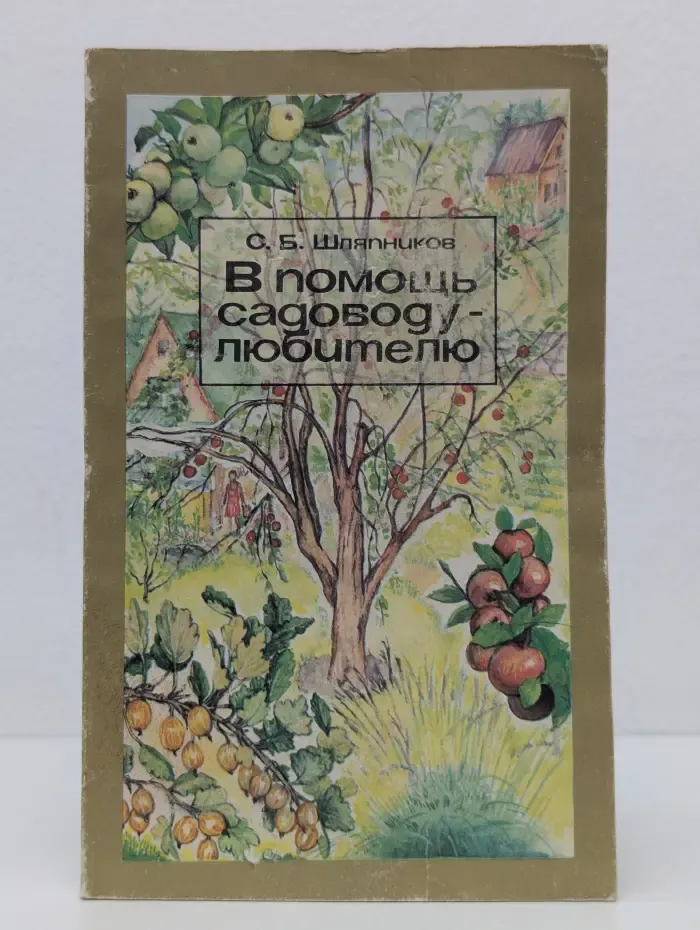 С. Б. Шляпников
В помощь
садоводу-
любителю